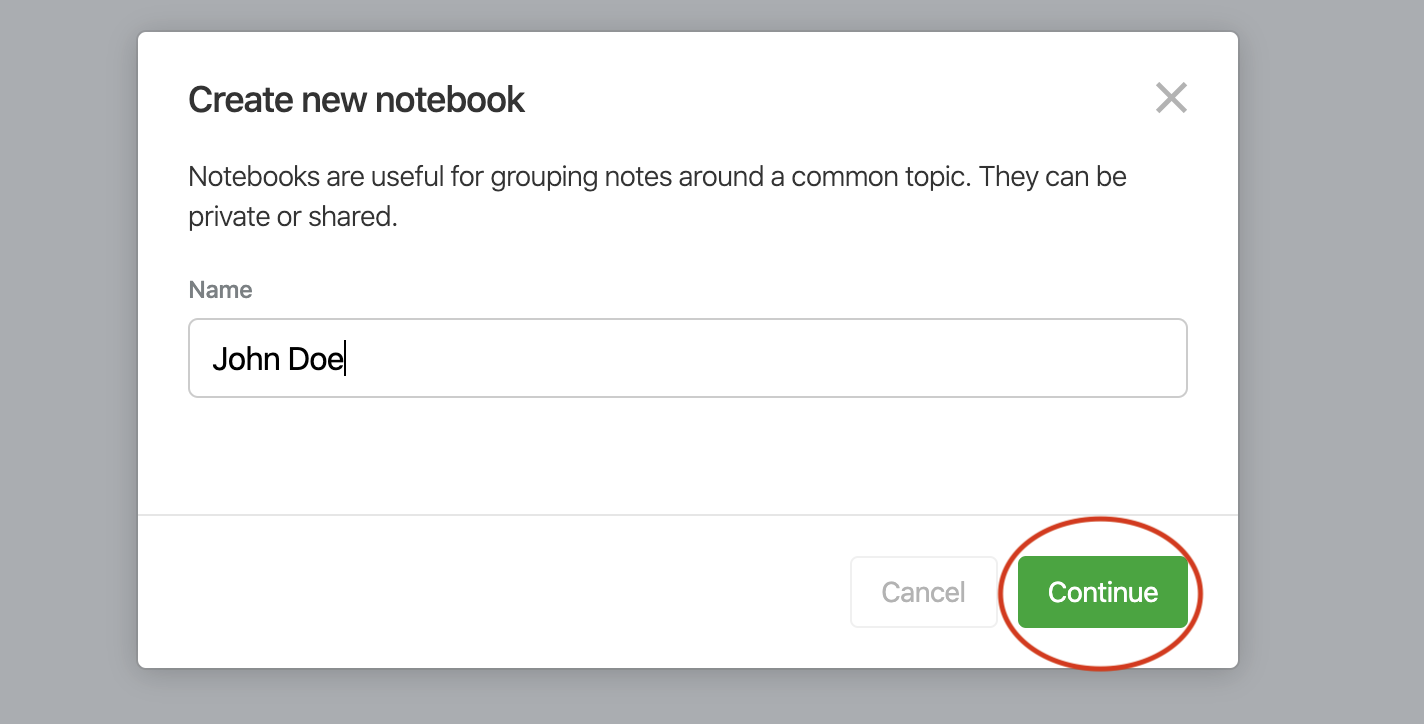 Create new notebook
Notebooks are useful for grouping notes around a common topic. They can be
private or shared.
Name
John Doe
Cancel
Continue